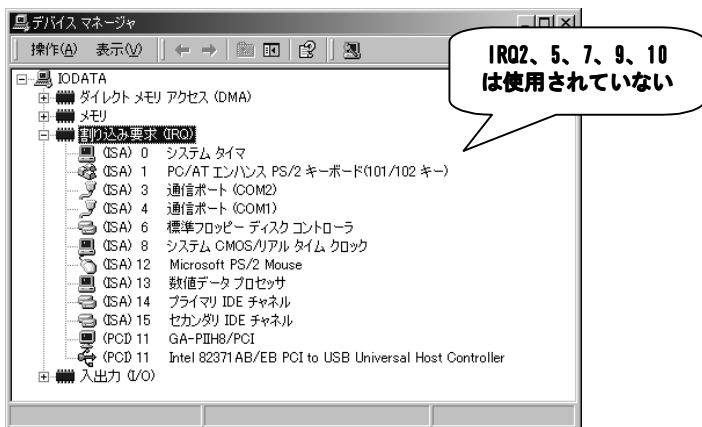 デバイス マネージャ
操作(A) 表示(V)
IRQ2、5、7、9、10
は使用されていない
IODATA
ダイレクト メモリ アクセス (DMA)
メモリ
割り込み要求 (IRQ)
(ISA) 0 システム タイマ
(ISA) 1 PC/AT エンハンス PS/2 キーボード(101/102 キー)
(ISA) 3 通信ポート (COM2)
(ISA) 4 通信ポート (COM1)
(ISA) 6 標準フロッピー ディスク コントローラ
(ISA) 8 システム CMOS/リアル タイム クロック
(ISA) 12 Microsoft PS/2 Mouse
(ISA) 13 数値データ プロセッサ
(ISA) 14 プライマリ IDE チャネル
(ISA) 15 セカンダリ IDE チャネル
(PCI) 11 GA-PIIH8/PCI
(PCI) 11 Intel 82371AB/EB PCI to USB Universal Host Controller
入出力 (I/O)